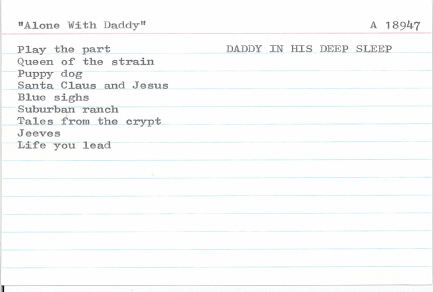 "Alone With Daddy" A 18947
Play the part DADDY IN HIS DEEP SLEEP
Queen of the strain
Puppy dog
Santa Claus and Jesus
Blue sighs
Suburban ranch
Tales from the crypt
Jeeves
Life you lead